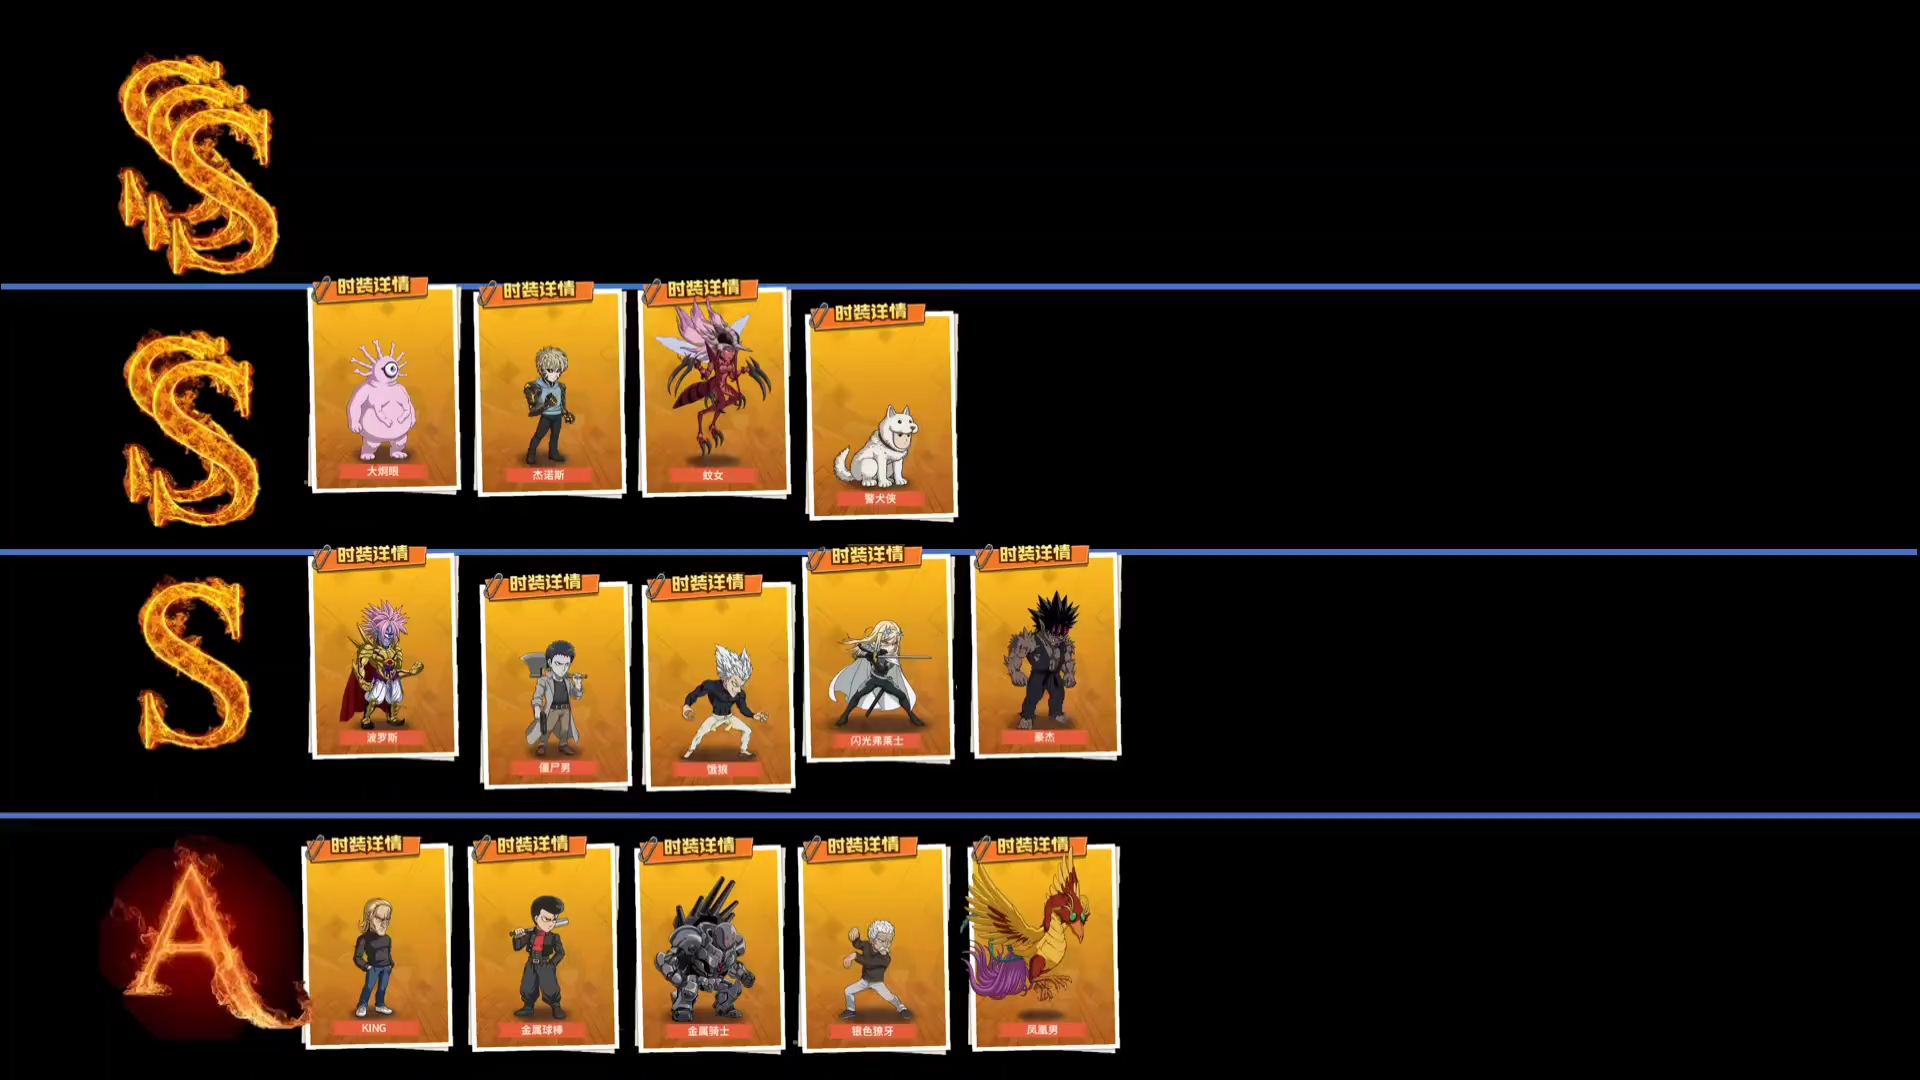 SSS
时装详情 时装详情 时装详情 时装详情
SS
大炯眼 杰诺斯 蚊女 警犬侠
时装详情 时装详情 时装详情 时装详情 时装详情
S
波罗斯 僵尸男 饿狼 闪光弗莱士 豪杰
时装详情 时装详情 时装详情 时装详情 时装详情
A
KING 金属球棒 金属骑士 银色獠牙 凤凰男